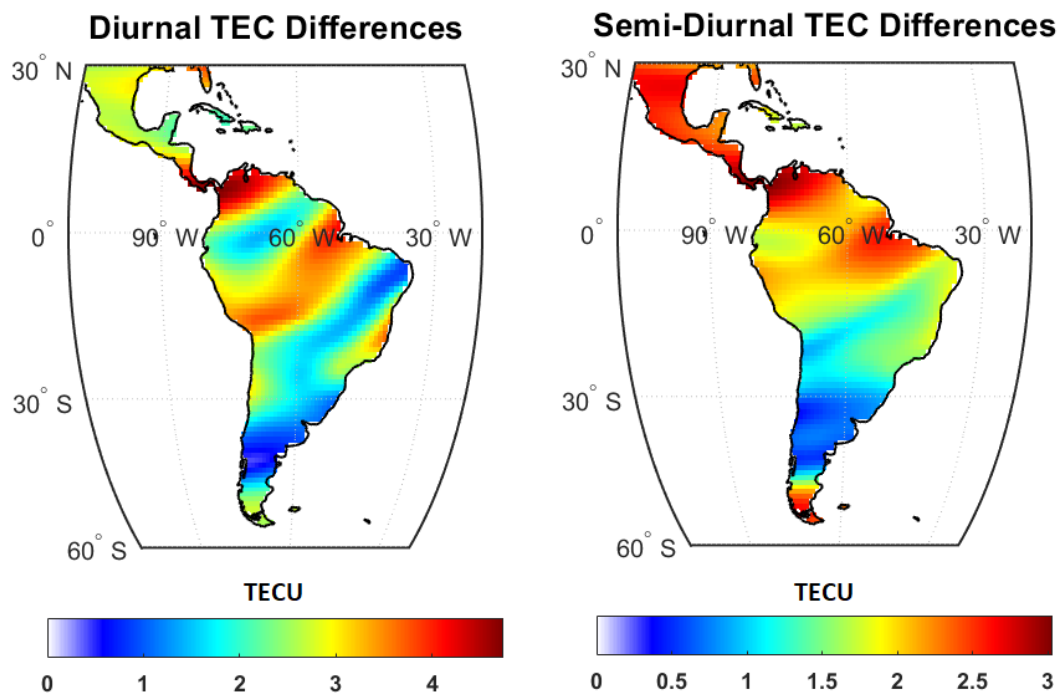 Diurnal TEC Differences
30° N
0°
90° W
60° W
30° W
30° S
60° S
TECU
0 1 2 3 4
Semi-Diurnal TEC Differences
30° N
0°
90° W
60° W
30° W
30° S
60° S
TECU
0 0.5 1 1.5 2 2.5 3